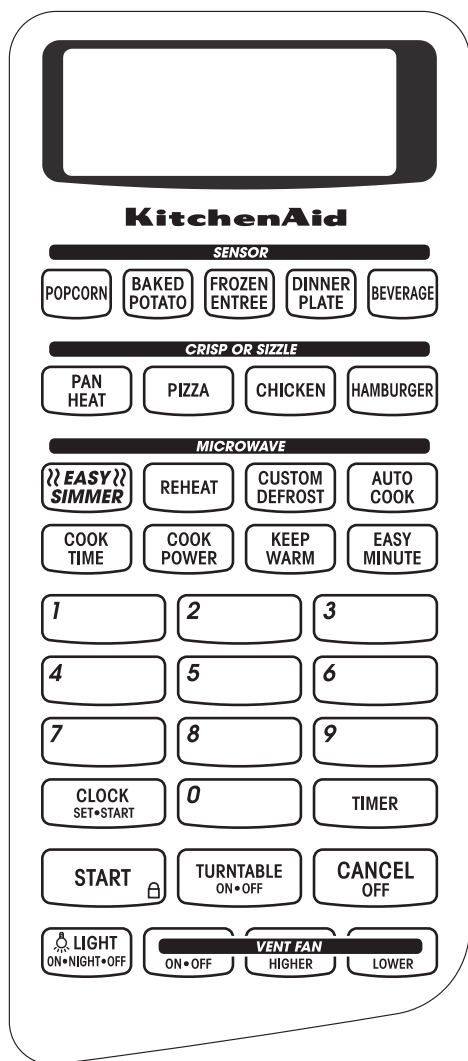 KitchenAid
SENSOR
POPCORN
BAKED
POTATO
FROZEN
ENTREE
DINNER
PLATE
BEVERAGE
CRISP OR SIZZLE
PAN
HEAT
PIZZA
CHICKEN
HAMBURGER
MICROWAVE
EASY
SIMMER
REHEAT
CUSTOM
DEFROST
AUTO
COOK
COOK
TIME
COOK
POWER
KEEP
WARM
EASY
MINUTE
1
2
3
4
5
6
7
8
9
CLOCK
SET•START
0
TIMER
START
TURNTABLE
ON•OFF
CANCEL
OFF
LIGHT
ON•NIGHT•OFF
VENT FAN
ON•OFF
HIGHER
LOWER